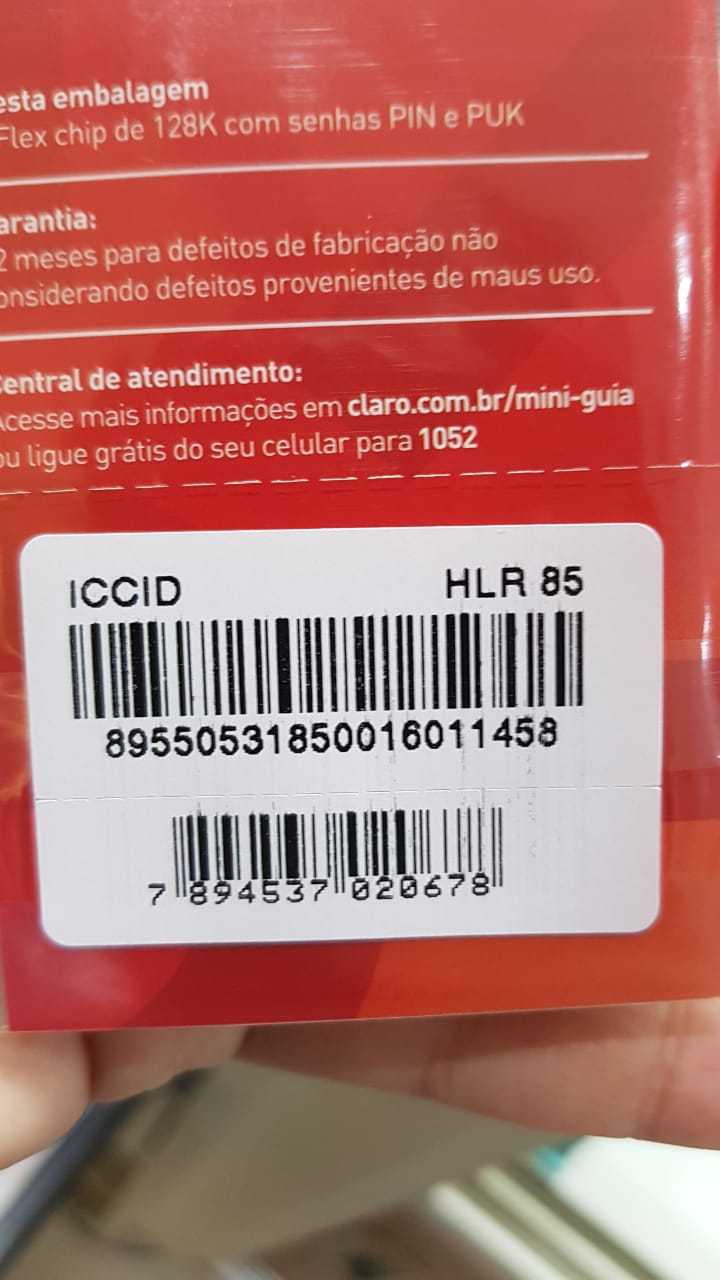 esta embalagem
Flex chip de 128K com senhas PIN e PUK
arantia:
2 meses para defeitos de fabricação não
onsiderando defeitos provenientes de maus uso.
entral de atendimento:
Acesse mais informações em claro.com.br/mini-guia
ou ligue grátis do seu celular para 1052
ICCID HLR 85
89550531850016011458
7 894537 020678